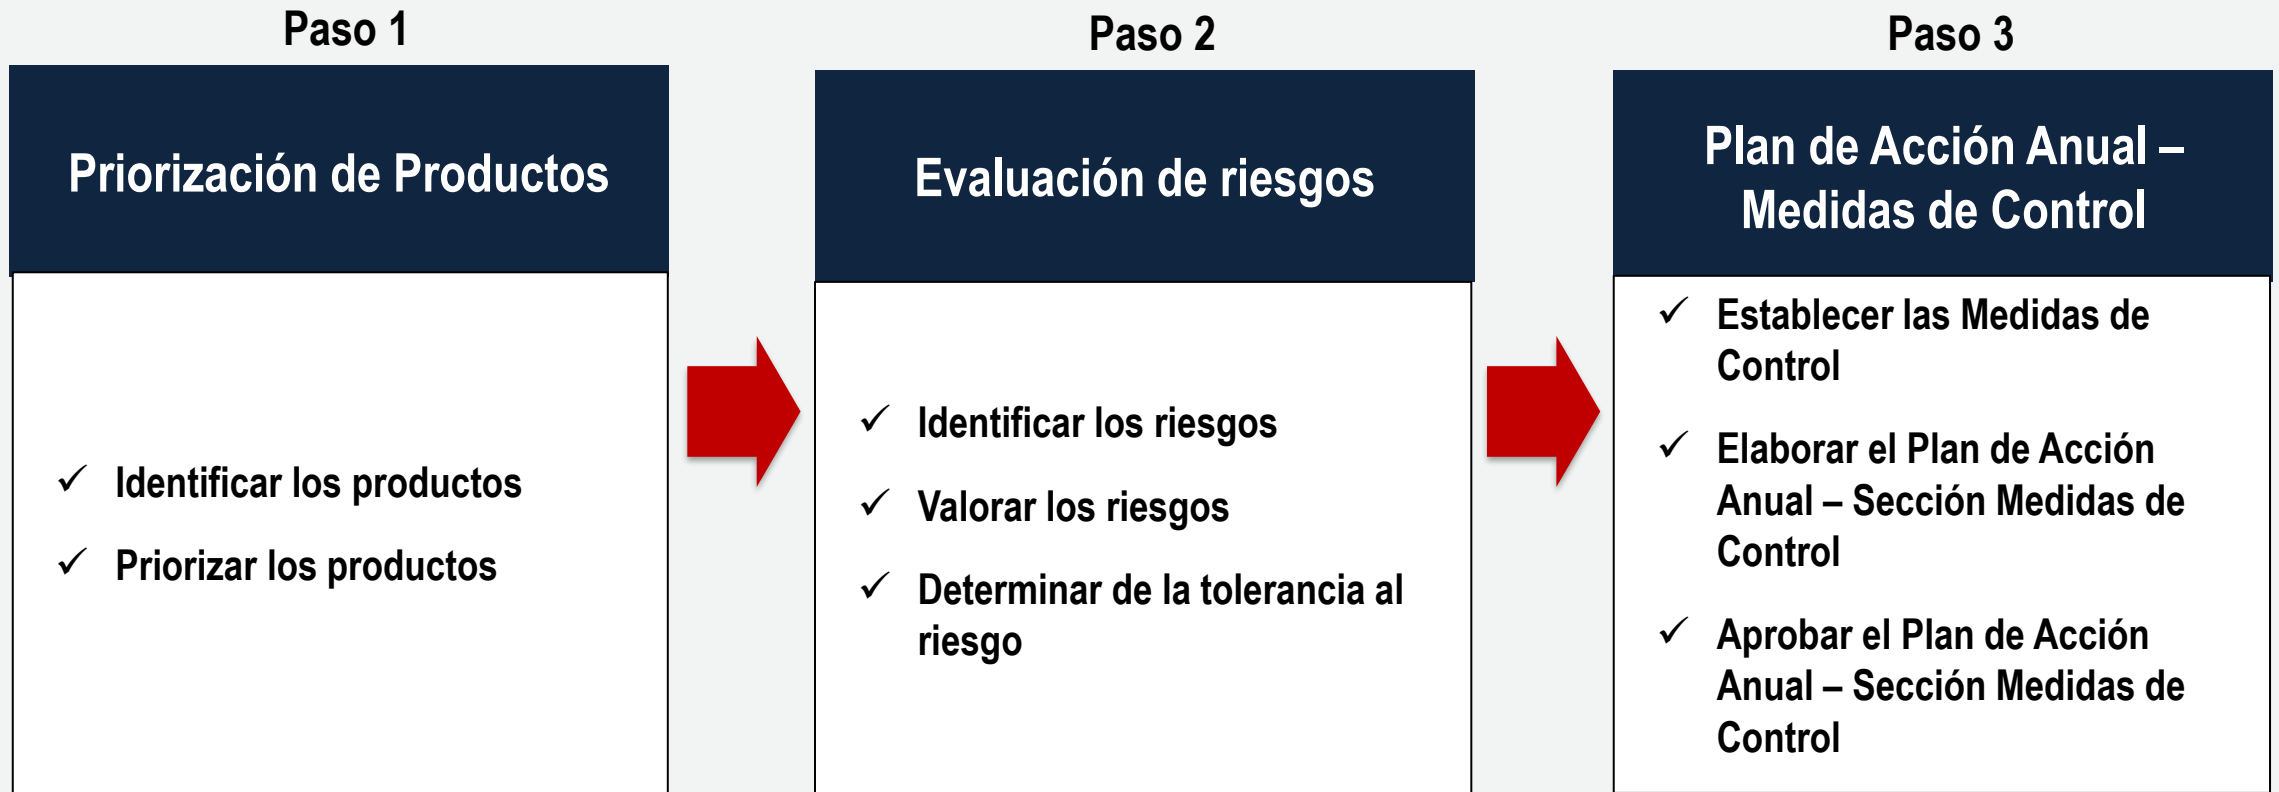 Paso 1
Priorización de Productos
✓ Identificar los productos
✓ Priorizar los productos
Paso 2
Evaluación de riesgos
✓ Identificar los riesgos
✓ Valorar los riesgos
✓ Determinar de la tolerancia al
riesgo
Paso 3
Plan de Acción Anual –
Medidas de Control
✓ Establecer las Medidas de
Control
✓ Elaborar el Plan de Acción
Anual – Sección Medidas de
Control
✓ Aprobar el Plan de Acción
Anual – Sección Medidas de
Control